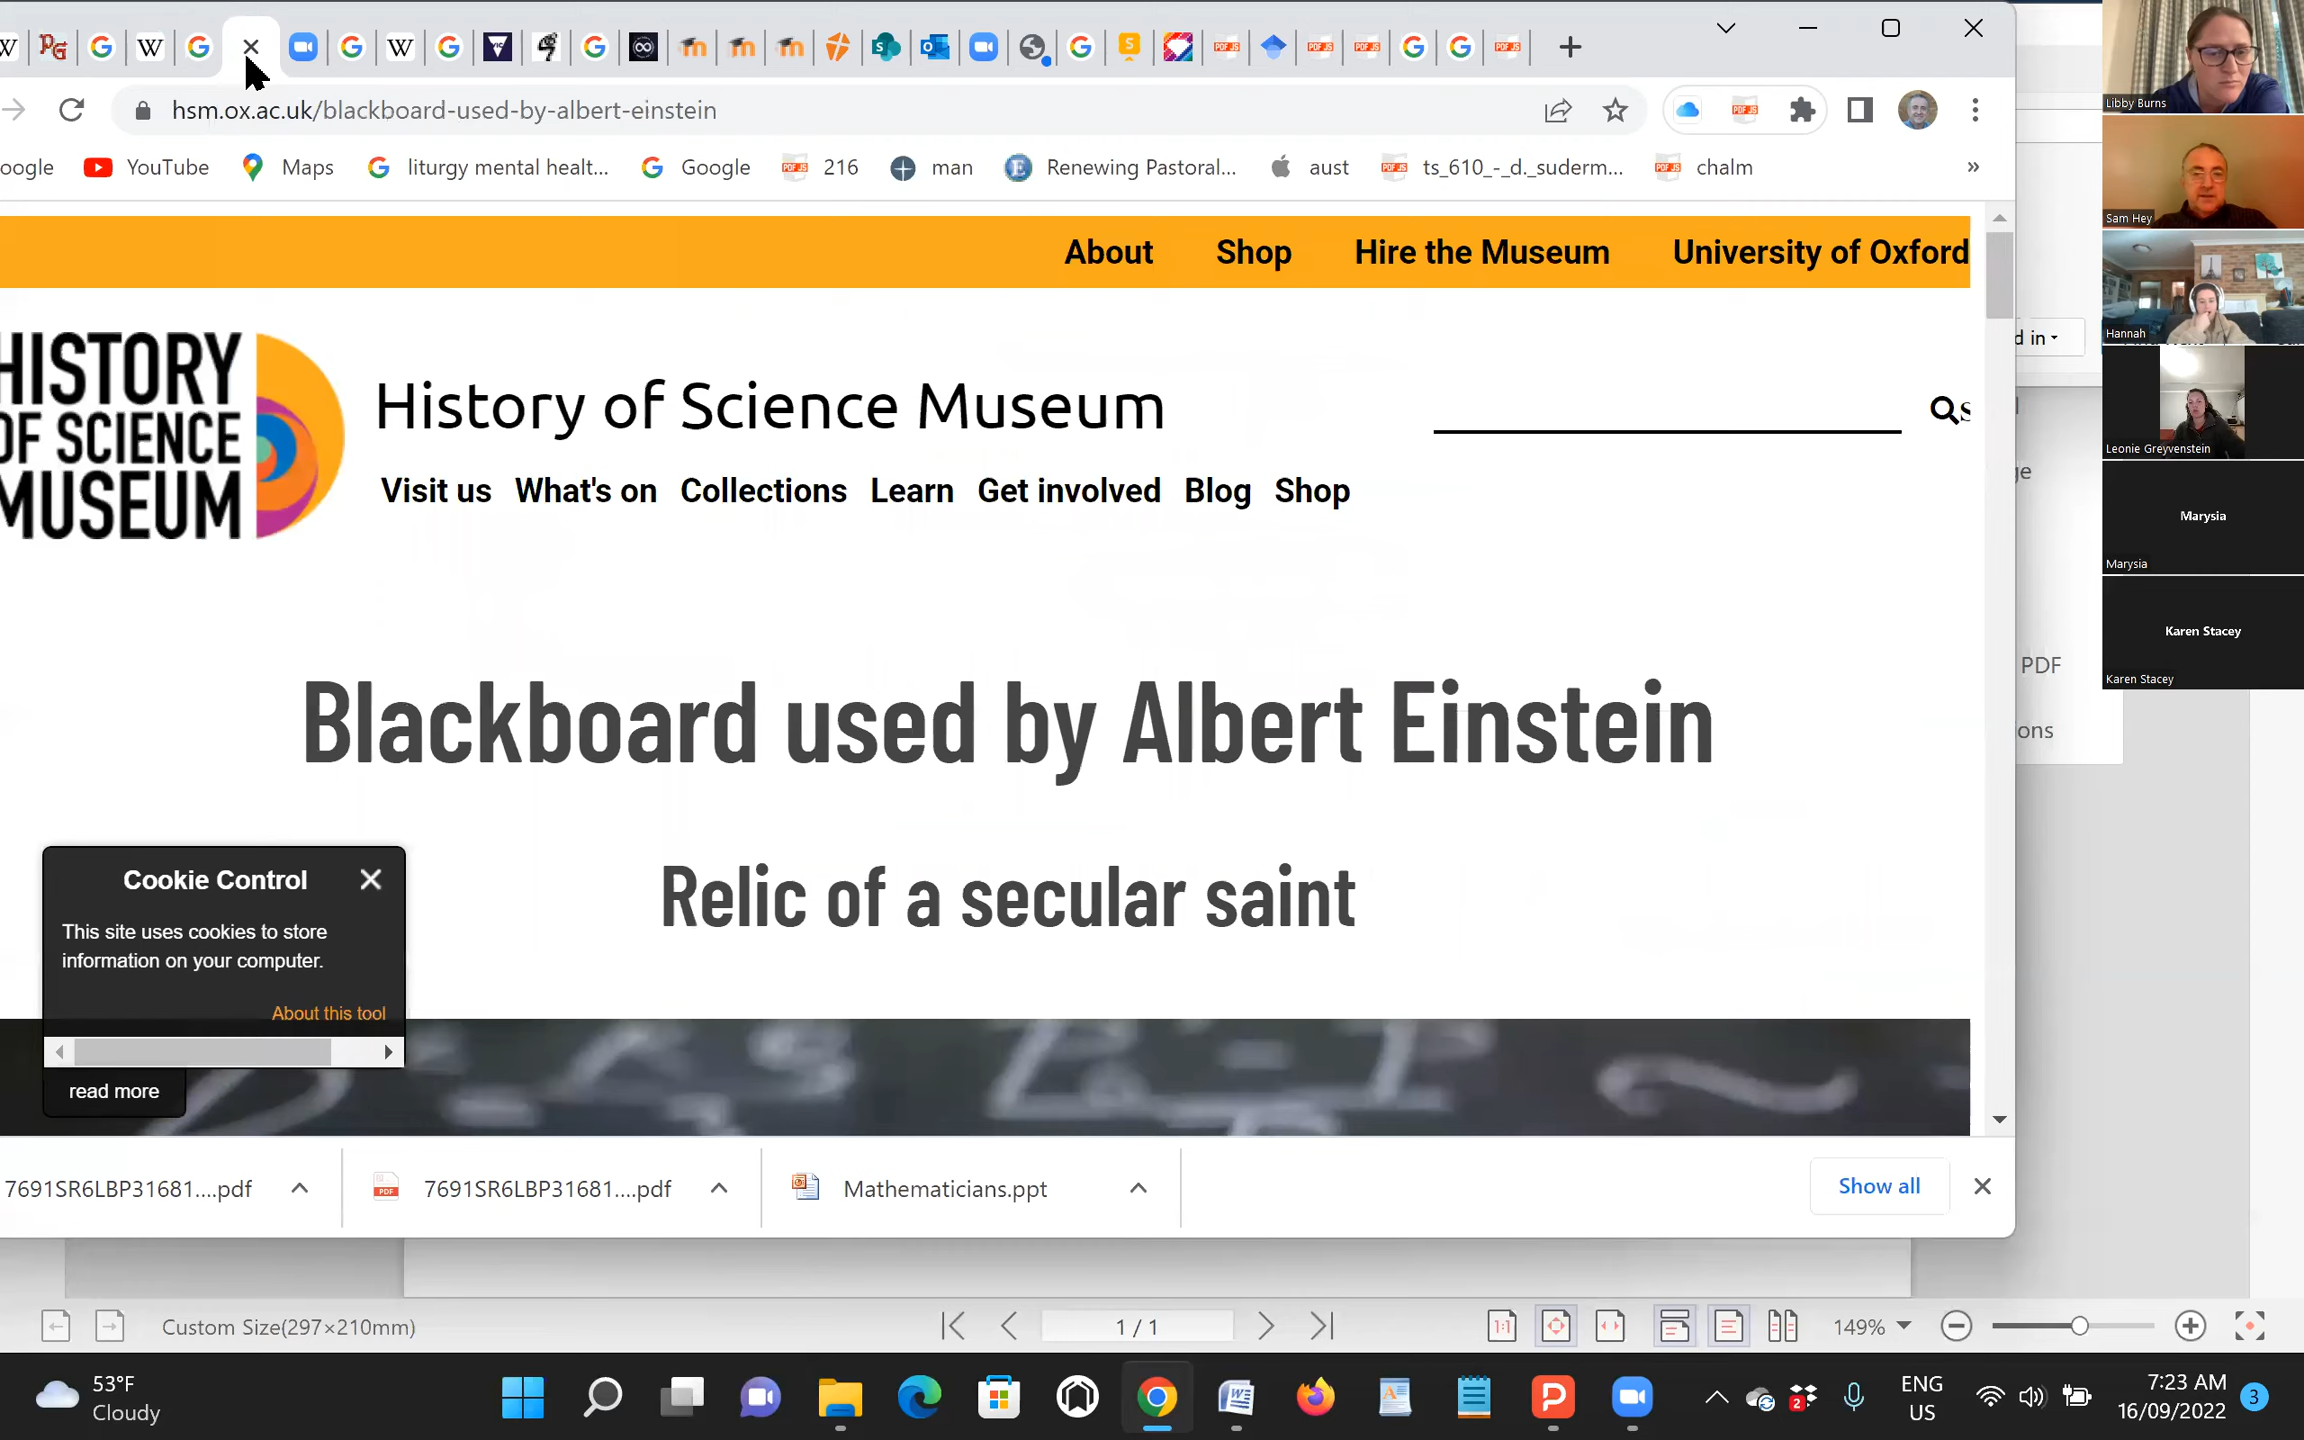 hsm.ox.ac.uk/blackboard-used-by-albert-einstein
oogle YouTube Maps liturgy mental healt... Google 216 man Renewing Pastoral... aust ts_610_-_d._suderm... chalm »
About Shop Hire the Museum University of Oxford
HISTORY
OF SCIENCE
MUSEUM
History of Science Museum
Visit us What's on Collections Learn Get involved Blog Shop
Blackboard used by Albert Einstein
Relic of a secular saint
Cookie Control
This site uses cookies to store
information on your computer.
About this tool
read more
7691SR6LBP31681....pdf 7691SR6LBP31681....pdf Mathematicians.ppt Show all
Custom Size(297×210mm) 1 / 1 149%
53°F
Cloudy
ENG
US
7:23 AM
16/09/2022
3
Libby Burns
Sam Hey
Hannah
Leonie Greyvenstein
Marysia
Marysia
Karen Stacey
Karen Stacey
d in
ge
PDF
ons